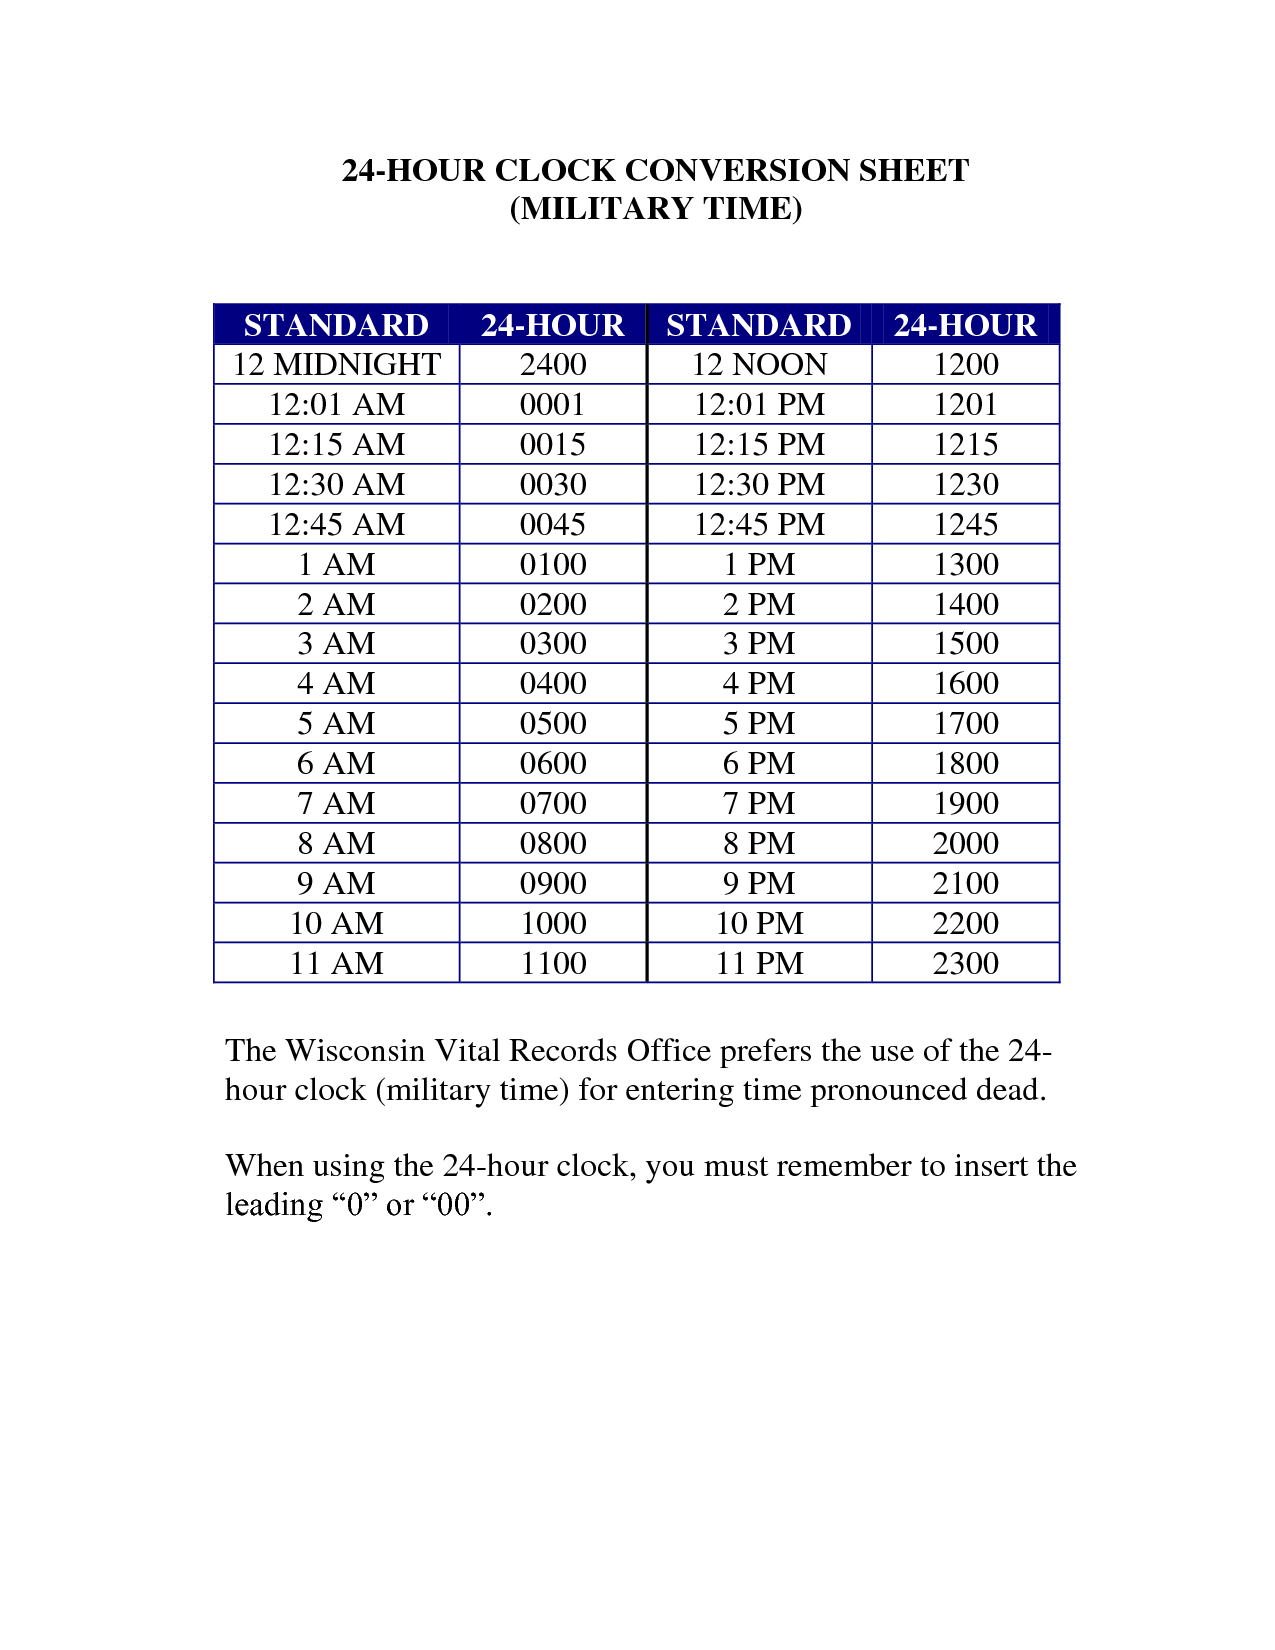 24-HOUR CLOCK CONVERSION SHEET
(MILITARY TIME)
STANDARD 24-HOUR STANDARD 24-HOUR
12 MIDNIGHT 2400 12 NOON 1200
12:01 AM 0001 12:01 PM 1201
12:15 AM 0015 12:15 PM 1215
12:30 AM 0030 12:30 PM 1230
12:45 AM 0045 12:45 PM 1245
1 AM 0100 1 PM 1300
2 AM 0200 2 PM 1400
3 AM 0300 3 PM 1500
4 AM 0400 4 PM 1600
5 AM 0500 5 PM 1700
6 AM 0600 6 PM 1800
7 AM 0700 7 PM 1900
8 AM 0800 8 PM 2000
9 AM 0900 9 PM 2100
10 AM 1000 10 PM 2200
11 AM 1100 11 PM 2300
The Wisconsin Vital Records Office prefers the use of the 24-
hour clock (military time) for entering time pronounced dead.
When using the 24-hour clock, you must remember to insert the
leading “0” or “00”.